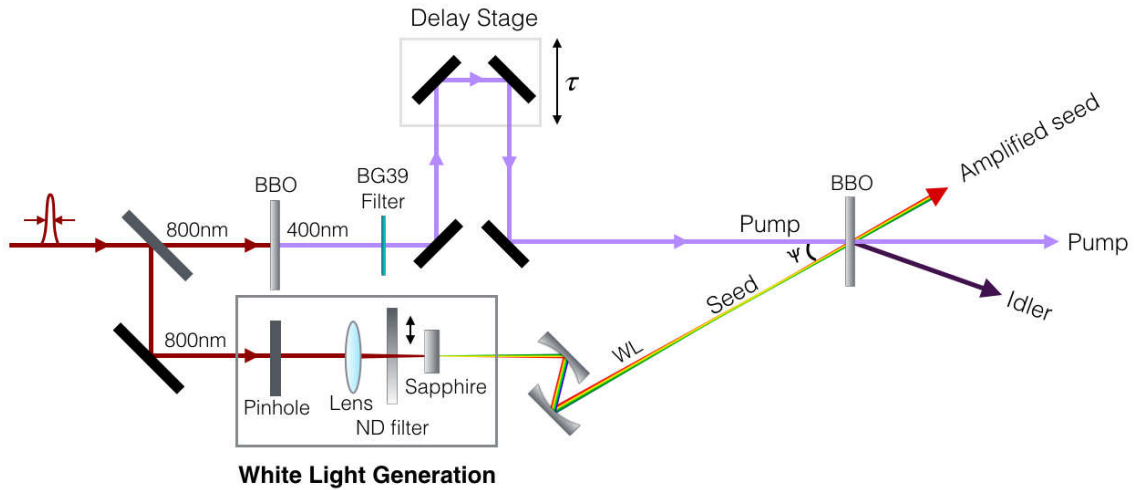 Delay Stage
τ
Amplified seed
BBO
BG39
Filter
BBO
800nm
400nm
Pump
Pump
ψ
Seed
Idler
800nm
WL
Pinhole
Lens
Sapphire
ND filter
White Light Generation